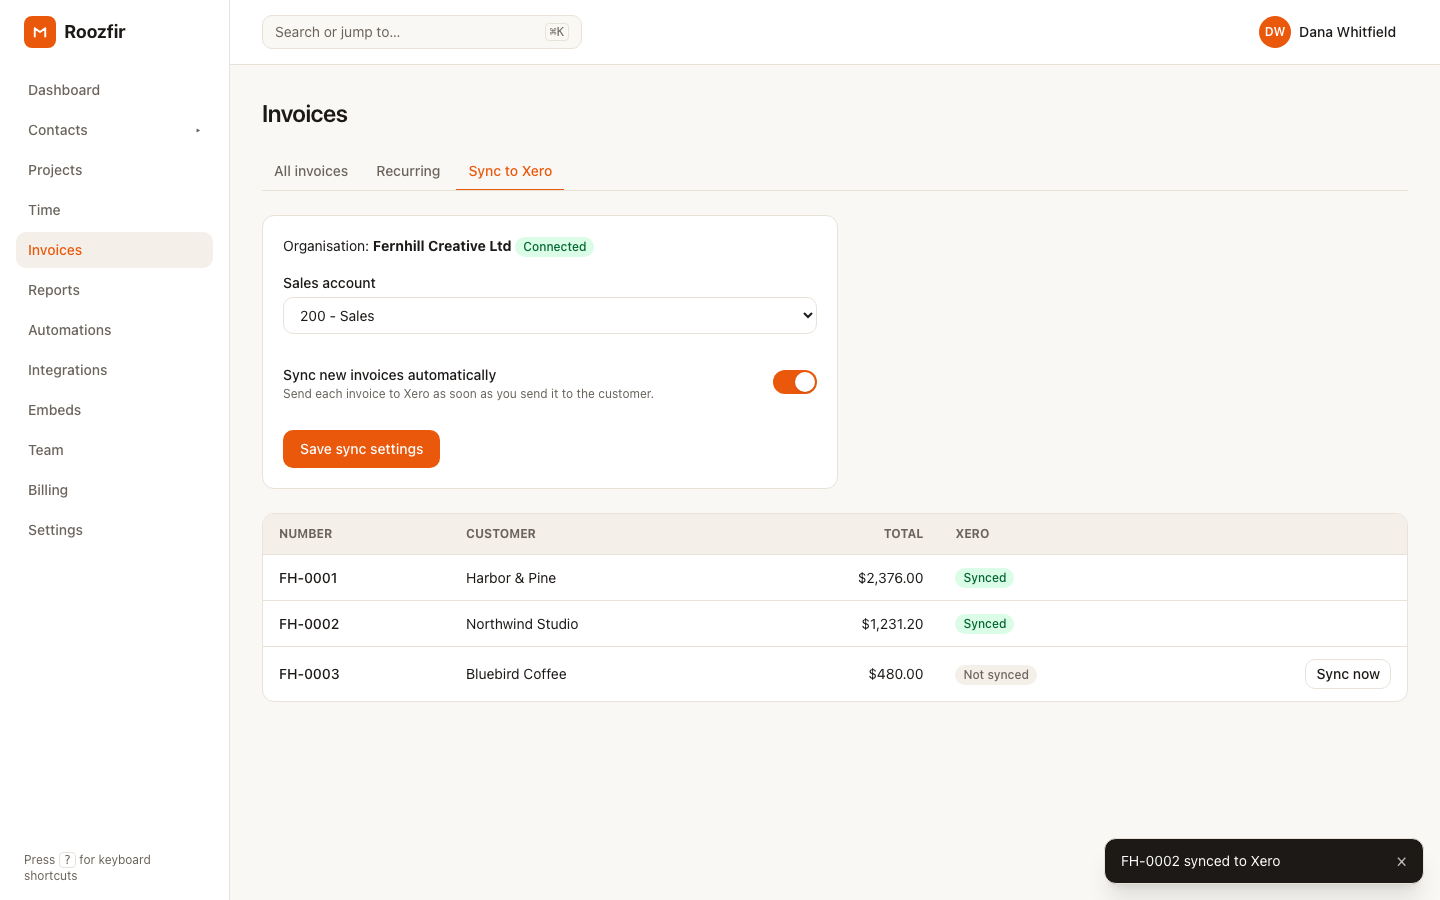 Roozfir
Search or jump to...
⌘K
DW
Dana Whitfield
Dashboard
Contacts
Projects
Time
Invoices
Reports
Automations
Integrations
Embeds
Team
Billing
Settings
Press ? for keyboard
shortcuts
Invoices
All invoices
Recurring
Sync to Xero
Organisation: Fernhill Creative Ltd Connected
Sales account
200 - Sales
Sync new invoices automatically
Send each invoice to Xero as soon as you send it to the customer.
Save sync settings
NUMBER CUSTOMER TOTAL XERO
FH-0001 Harbor & Pine $2,376.00 Synced
FH-0002 Northwind Studio $1,231.20 Synced
FH-0003 Bluebird Coffee $480.00 Not synced Sync now
FH-0002 synced to Xero